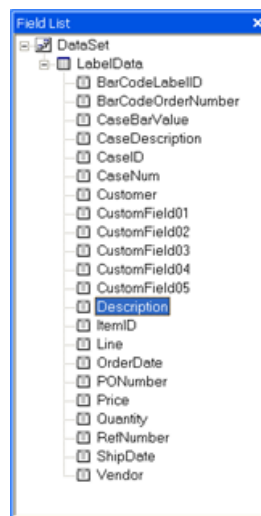 Field List
DataSet
LabelData
BarCodeLabelID
BarCodeOrderNumber
CaseBarValue
CaseDescription
CaseID
CaseNum
Customer
CustomField01
CustomField02
CustomField03
CustomField04
CustomField05
Description
ItemID
Line
OrderDate
PONumber
Price
Quantity
RefNumber
ShipDate
Vendor